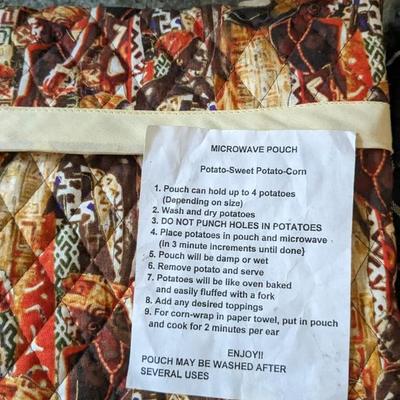 MICROWAVE POUCH
Potato-Sweet Potato-Corn
1. Pouch can hold up to 4 potatoes
(Depending on size)
2. Wash and dry potatoes
3. DO NOT PUNCH HOLES IN POTATOES
4. Place potatoes in pouch and microwave
(in 3 minute increments until done}
5. Pouch will be damp or wet
6. Remove potato and serve
7. Potatoes will be like oven baked
and easily fluffed with a fork
8. Add any desired toppings
9. For corn-wrap in paper towel, put in pouch
and cook for 2 minutes per ear
ENJOY!!
POUCH MAY BE WASHED AFTER
SEVERAL USES